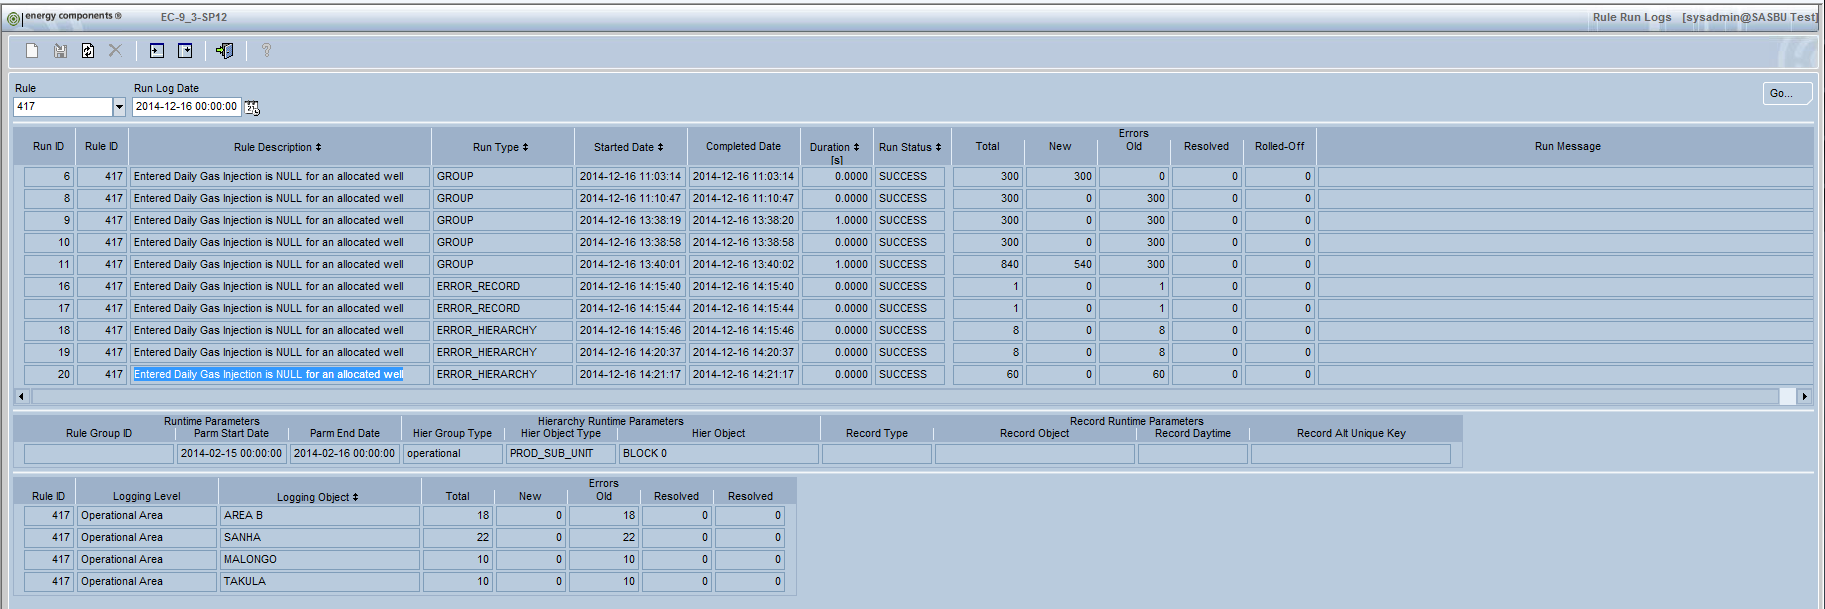 energy components ® EC-9_3-SP12 Rule Run Logs [sysadmin@SASBU Test]
Rule Run Log Date
417 2014-12-16 00:00:00 Go...
Errors
Run ID Rule ID Rule Description Run Type Started Date Completed Date Duration [s] Run Status Total New Old Resolved Rolled-Off Run Message
6 417 Entered Daily Gas Injection is NULL for an allocated well GROUP 2014-12-16 11:03:14 2014-12-16 11:03:14 0.0000 SUCCESS 300 300 0 0 0
8 417 Entered Daily Gas Injection is NULL for an allocated well GROUP 2014-12-16 11:10:47 2014-12-16 11:10:47 0.0000 SUCCESS 300 0 300 0 0
9 417 Entered Daily Gas Injection is NULL for an allocated well GROUP 2014-12-16 13:38:19 2014-12-16 13:38:20 1.0000 SUCCESS 300 0 300 0 0
10 417 Entered Daily Gas Injection is NULL for an allocated well GROUP 2014-12-16 13:38:58 2014-12-16 13:38:58 0.0000 SUCCESS 300 0 300 0 0
11 417 Entered Daily Gas Injection is NULL for an allocated well GROUP 2014-12-16 13:40:01 2014-12-16 13:40:02 1.0000 SUCCESS 840 540 300 0 0
16 417 Entered Daily Gas Injection is NULL for an allocated well ERROR_RECORD 2014-12-16 14:15:40 2014-12-16 14:15:40 0.0000 SUCCESS 1 0 1 0 0
17 417 Entered Daily Gas Injection is NULL for an allocated well ERROR_RECORD 2014-12-16 14:15:44 2014-12-16 14:15:44 0.0000 SUCCESS 1 0 1 0 0
18 417 Entered Daily Gas Injection is NULL for an allocated well ERROR_HIERARCHY 2014-12-16 14:15:46 2014-12-16 14:15:46 0.0000 SUCCESS 8 0 8 0 0
19 417 Entered Daily Gas Injection is NULL for an allocated well ERROR_HIERARCHY 2014-12-16 14:20:37 2014-12-16 14:20:37 0.0000 SUCCESS 8 0 8 0 0
20 417 Entered Daily Gas Injection is NULL for an allocated well ERROR_HIERARCHY 2014-12-16 14:21:17 2014-12-16 14:21:17 0.0000 SUCCESS 60 0 60 0 0
Runtime Parameters Hierarchy Runtime Parameters Record Runtime Parameters
Rule Group ID Parm Start Date Parm End Date Hier Group Type Hier Object Type Hier Object Record Type Record Object Record Daytime Record Alt Unique Key
2014-02-15 00:00:00 2014-02-16 00:00:00 operational PROD_SUB_UNIT BLOCK 0
Errors
Rule ID Logging Level Logging Object Total New Old Resolved Resolved
417 Operational Area AREA B 18 0 18 0 0
417 Operational Area SANHA 22 0 22 0 0
417 Operational Area MALONGO 10 0 10 0 0
417 Operational Area TAKULA 10 0 10 0 0